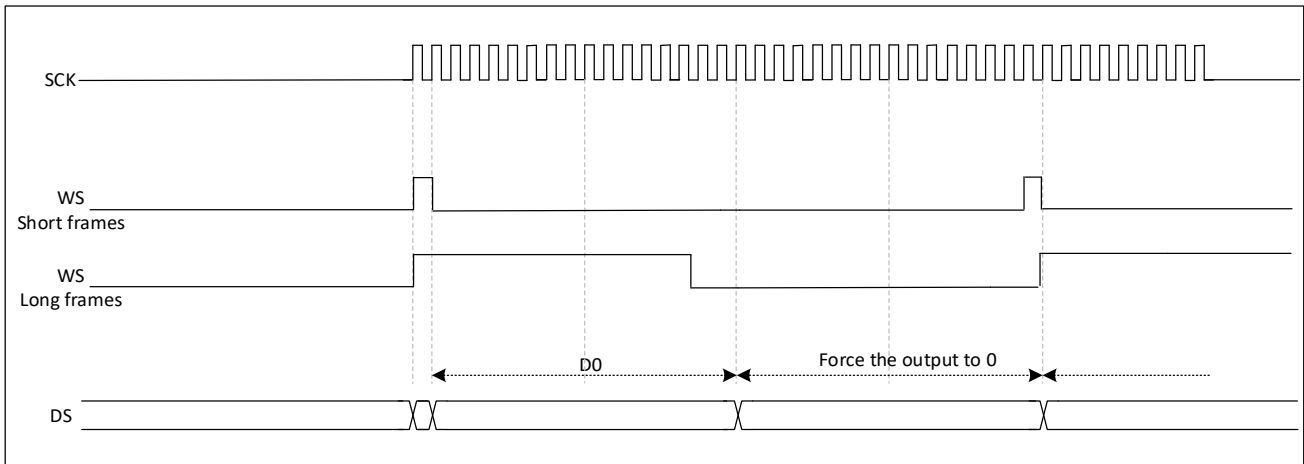 SCK
WS
Short frames
WS
Long frames
D0
Force the output to 0
DS